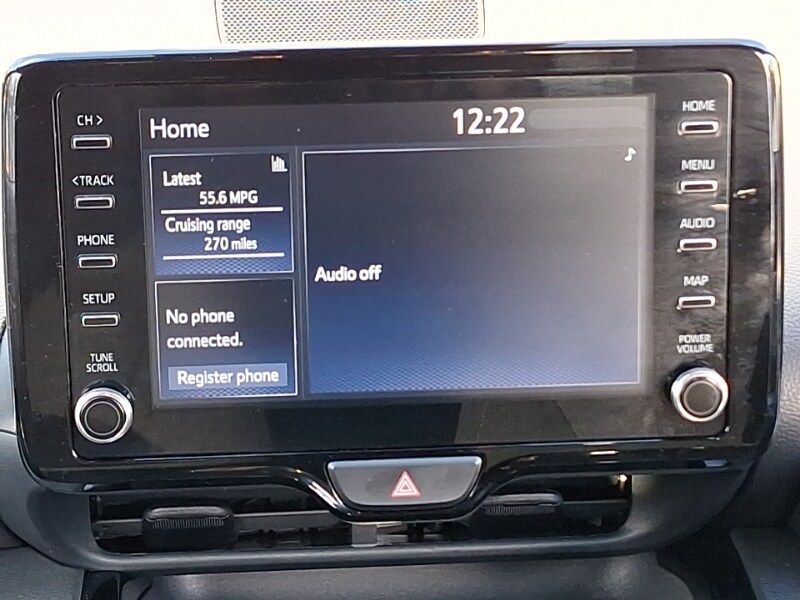 CH >
< TRACK
PHONE
SETUP
TUNE
SCROLL
Home
12:22
Latest
55.6 MPG
Cruising range
270 miles
No phone
connected.
Register phone
Audio off
HOME
MENU
AUDIO
MAP
POWER
VOLUME